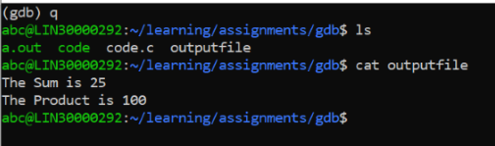 (gdb) q
abc@LIN30000292:~/learning/assignments/gdb$ ls
a.out  code  code.c  outputfile
abc@LIN30000292:~/learning/assignments/gdb$ cat outputfile
The Sum is 25
The Product is 100
abc@LIN30000292:~/learning/assignments/gdb$